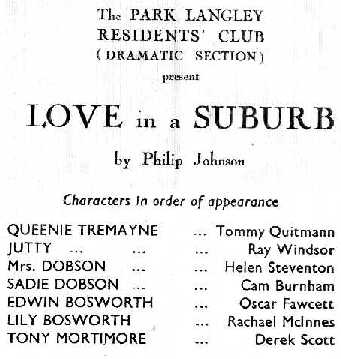 The PARK LANGLEY
RESIDENTS' CLUB
(DRAMATIC SECTION)
present
LOVE in a SUBURB
by Philip Johnson
Characters in order of appearance
QUEENIE TREMAYNE ... Tommy Quitmann
JUTTY ... ... ... Ray Windsor
Mrs. DOBSON ... ... Helen Steventon
SADIE DOBSON ... ... Cam Burnham
EDWIN BOSWORTH ... Oscar Fawcett
LILY BOSWORTH ... Rachael McInnes
TONY MORTIMORE ... Derek Scott